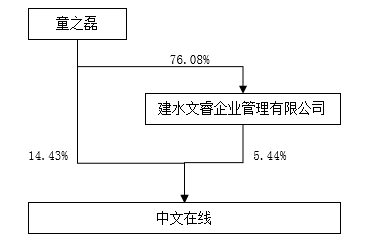 童之磊
76.08%
建水文睿企业管理有限公司
14.43%
5.44%
中文在线